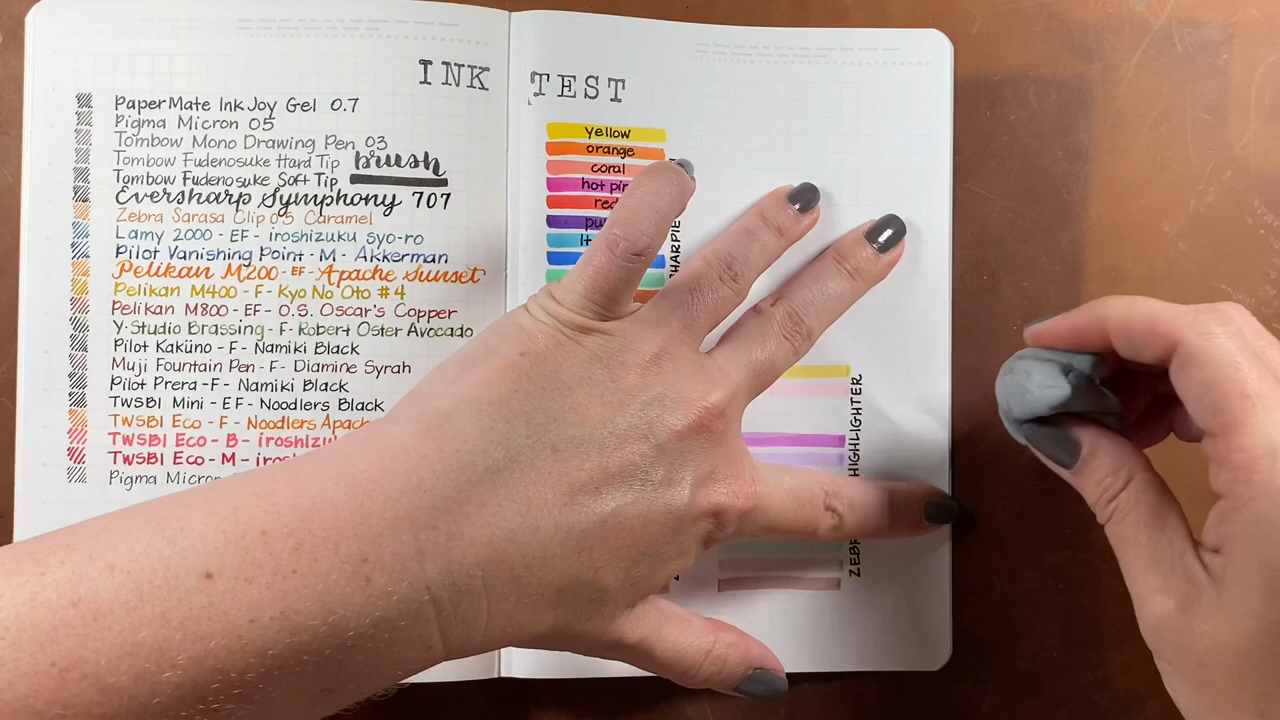 INK TEST
PaperMate InkJoy Gel 0.7
Pigma Micron 05
Tombow Mono Drawing Pen 03
Tombow Fudenosuke Hard Tip brush
Tombow Fudenosuke Soft Tip
Eversharp Symphony 707
Zebra Sarasa Clip 0.5 Caramel
Lamy 2000 - EF - iroshizuku syo-ro
Pilot Vanishing Point - M - Akkerman
Pelikan M200 - EF - Apache Sunset
Pelikan M400 - F - Kyo No Oto #4
Pelikan M800 - EF - O.S. Oscar's Copper
Y Studio Brassing - F - Robert Oster Avocado
Pilot Kaküno - F - Namiki Black
Muji Fountain Pen - F - Diamine Syrah
Pilot Prera - F - Namiki Black
TWSBI Mini - EF - Noodlers Black
TWSBI Eco - F - Noodlers
TWSBI Eco - B -
TWSBI Eco - M -
Pigma Micron
yellow
orange
coral
hot
red
HIGHLIGHTER